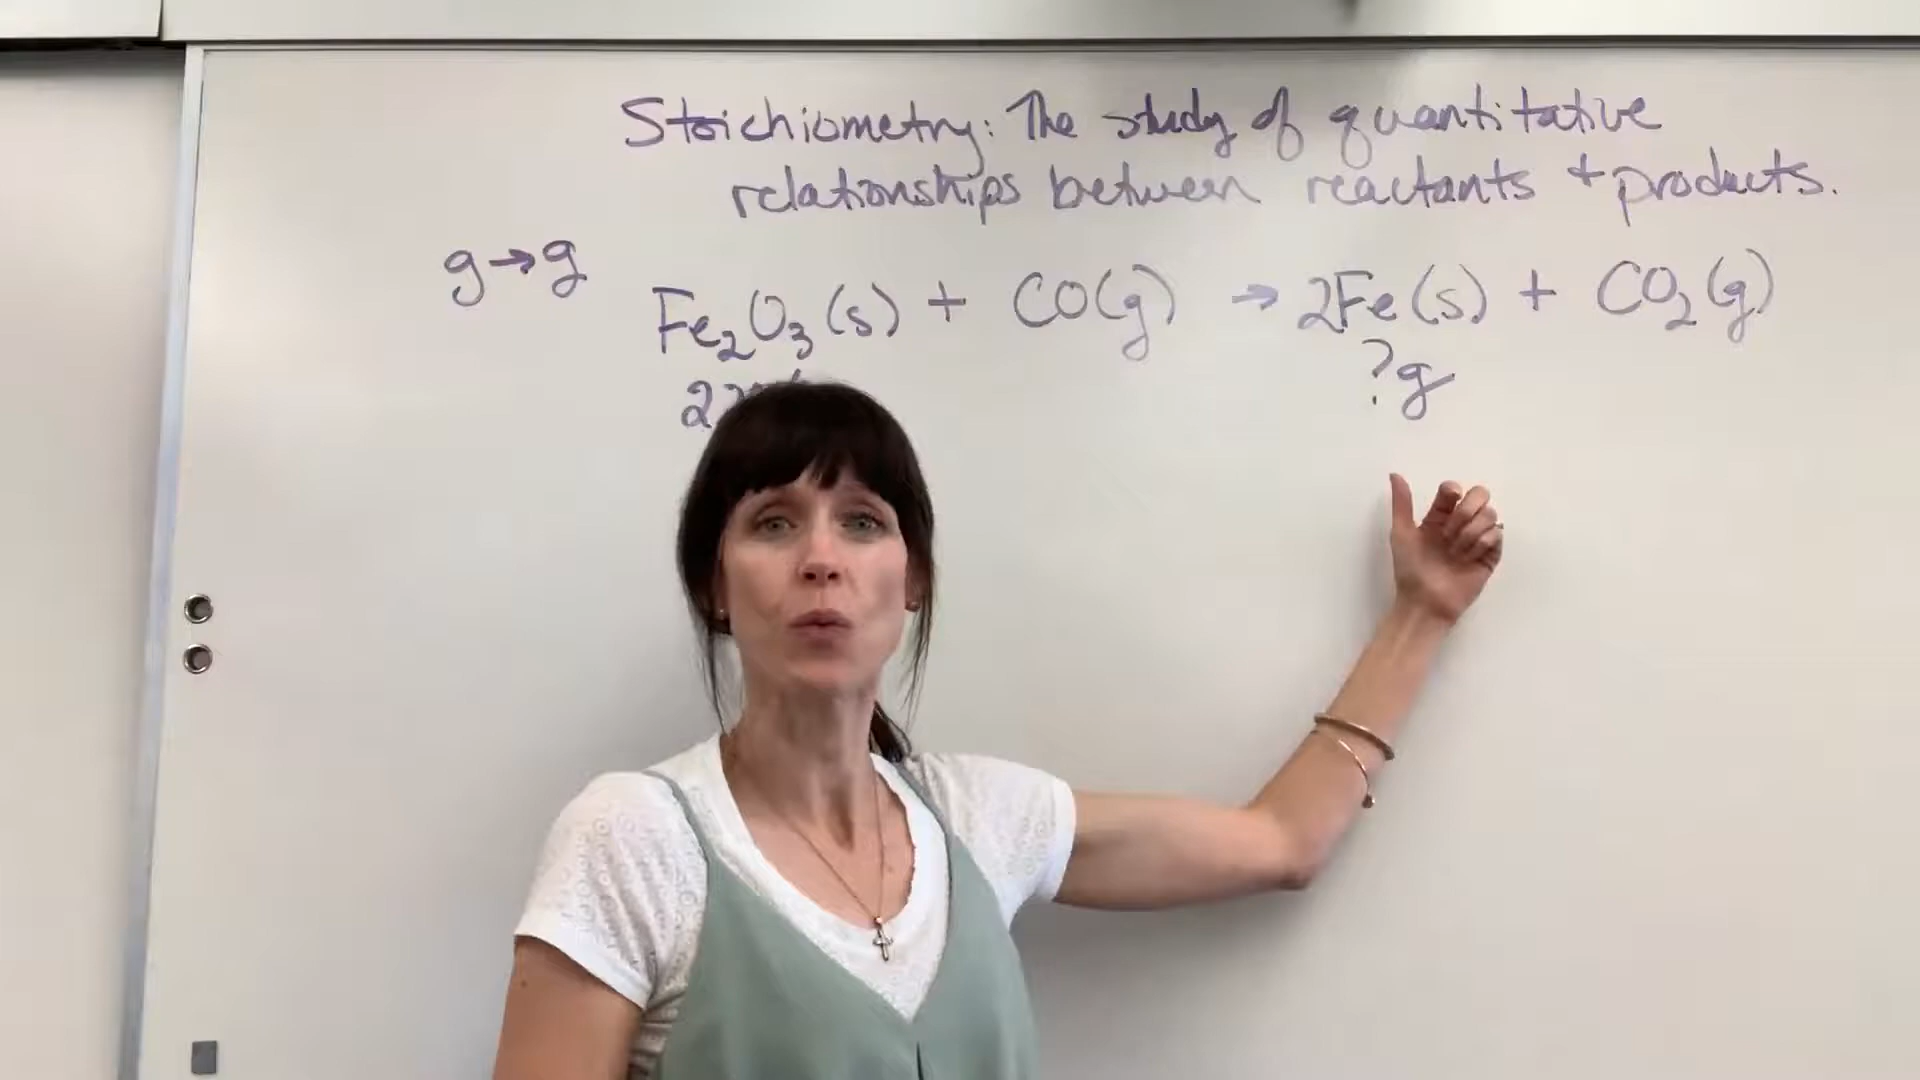 Stoichiometry: The study of quantitative
relationships between reactants + products.
g→g
Fe₂O₃(s) + CO(g) → 2Fe(s) + CO₂(g)
?g